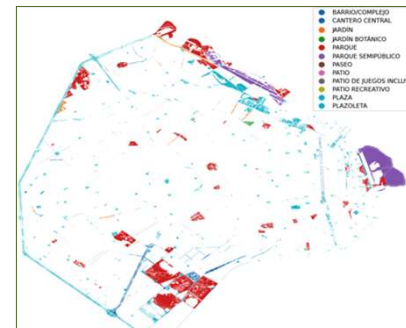 BARRIO/COMPLEJO
CANTERO CENTRAL
JARDÍN
JARDÍN BOTÁNICO
PARQUE
PARQUE SEMIPÚBLICO
PASEO
PATIO
PATIO DE JUEGOS INCLUS
PATIO RECREATIVO
PLAZA
PLAZOLETA